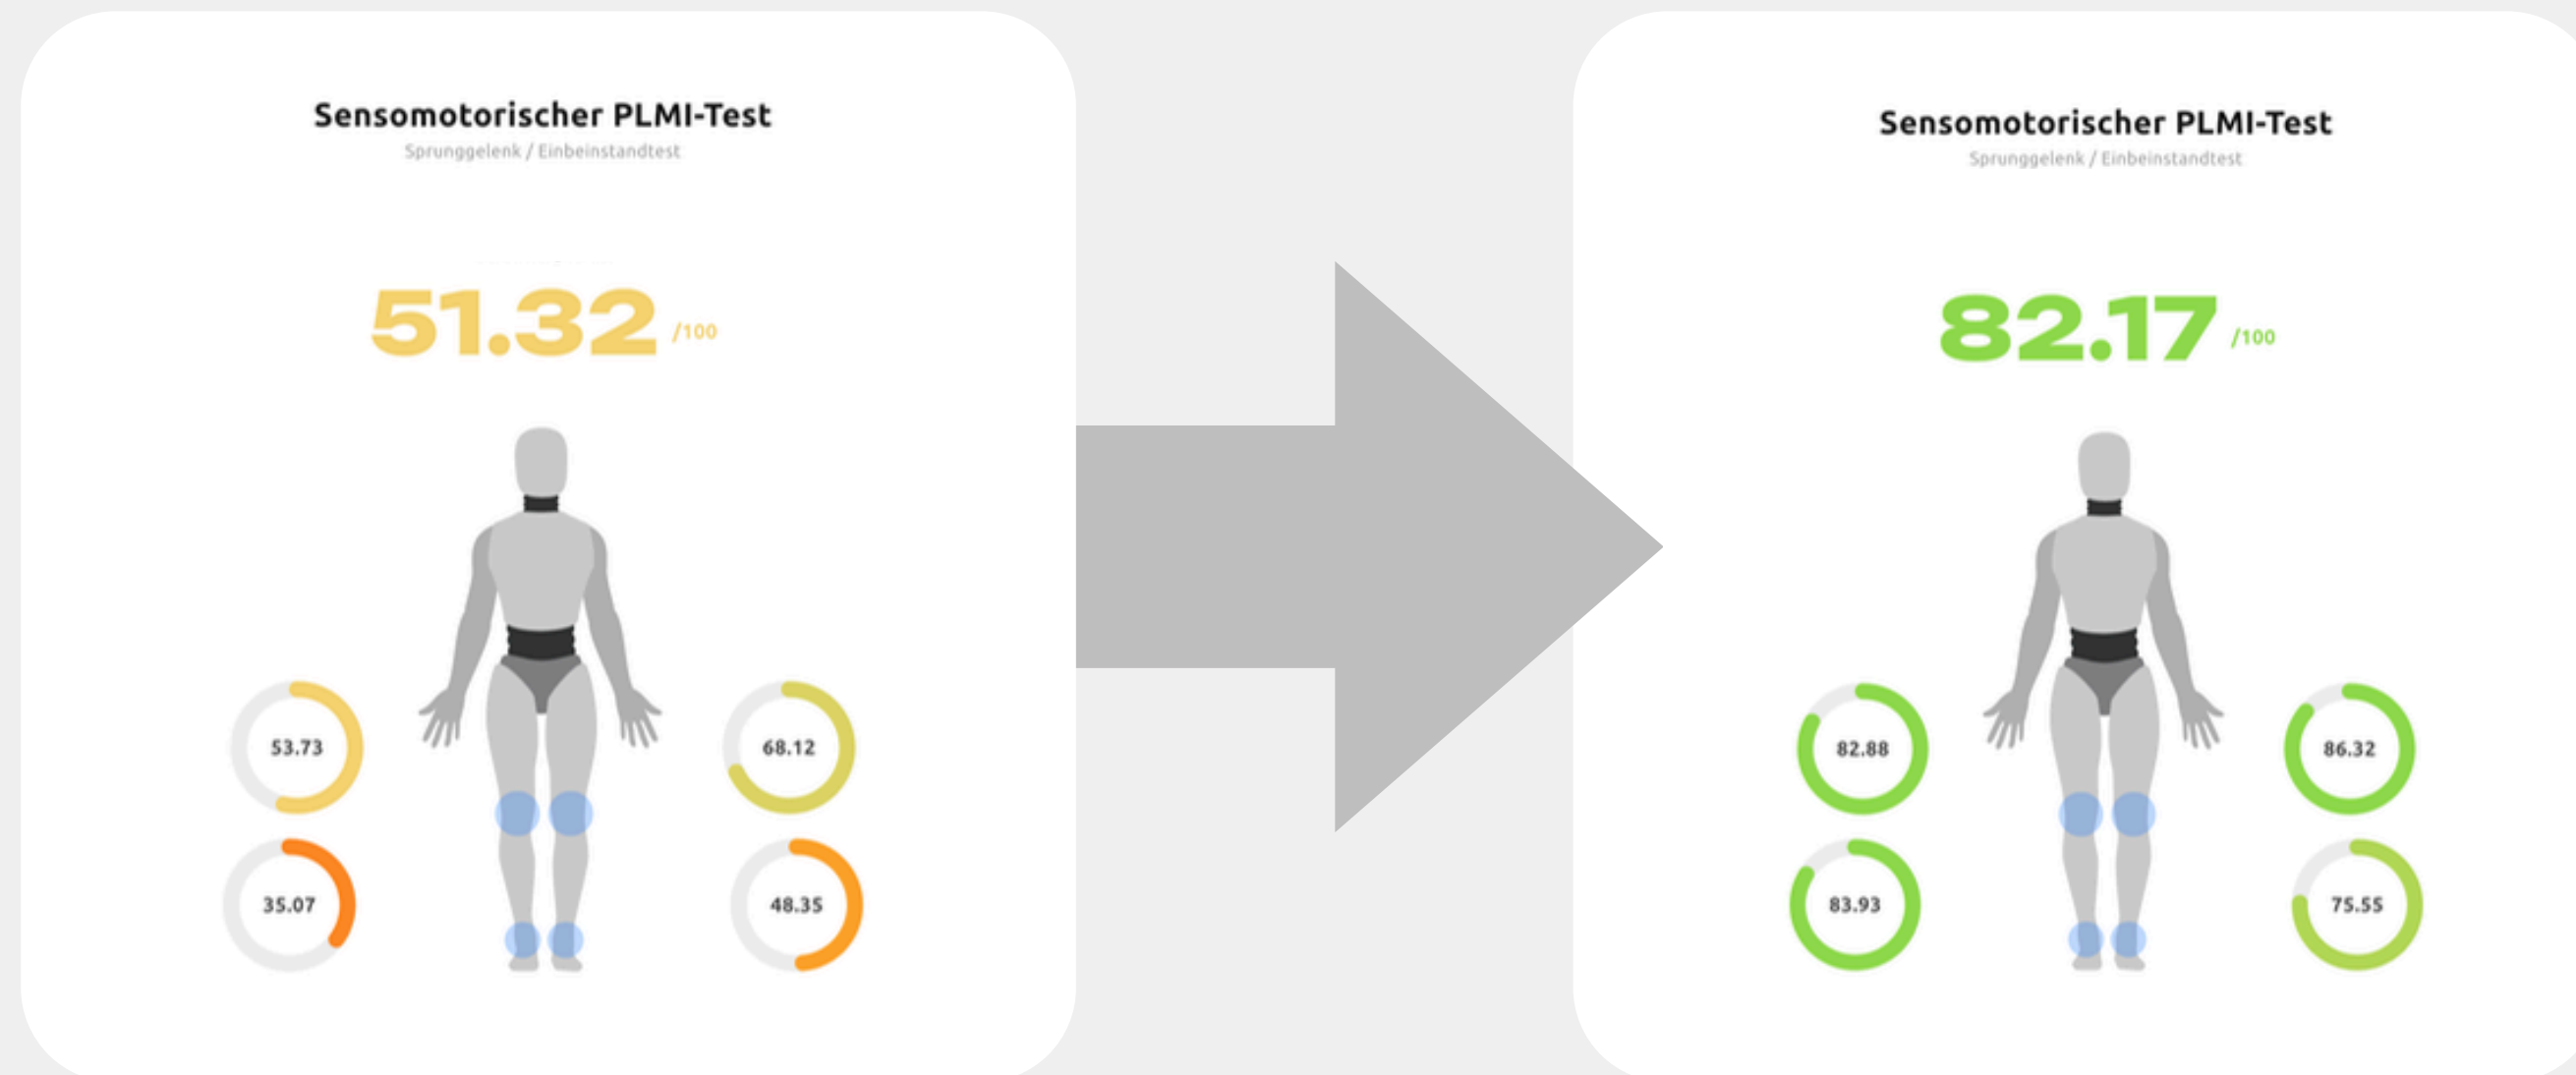 Sensomotorischer PLMI-Test
Sprunggelenk / Einbeinstandtest
51.32 /100
53.73
68.12
35.07
48.35
Sensomotorischer PLMI-Test
Sprunggelenk / Einbeinstandtest
82.17 /100
82.88
86.32
83.93
75.55